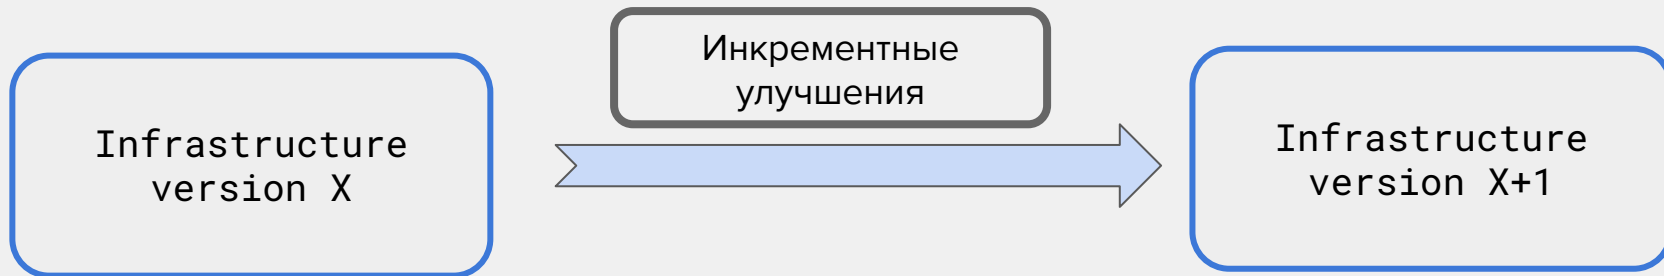 Инкрементные
улучшения
Infrastructure
version X
Infrastructure
version X+1